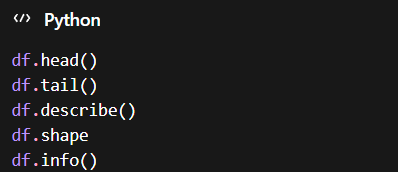 </> Python
df.head()
df.tail()
df.describe()
df.shape
df.info()